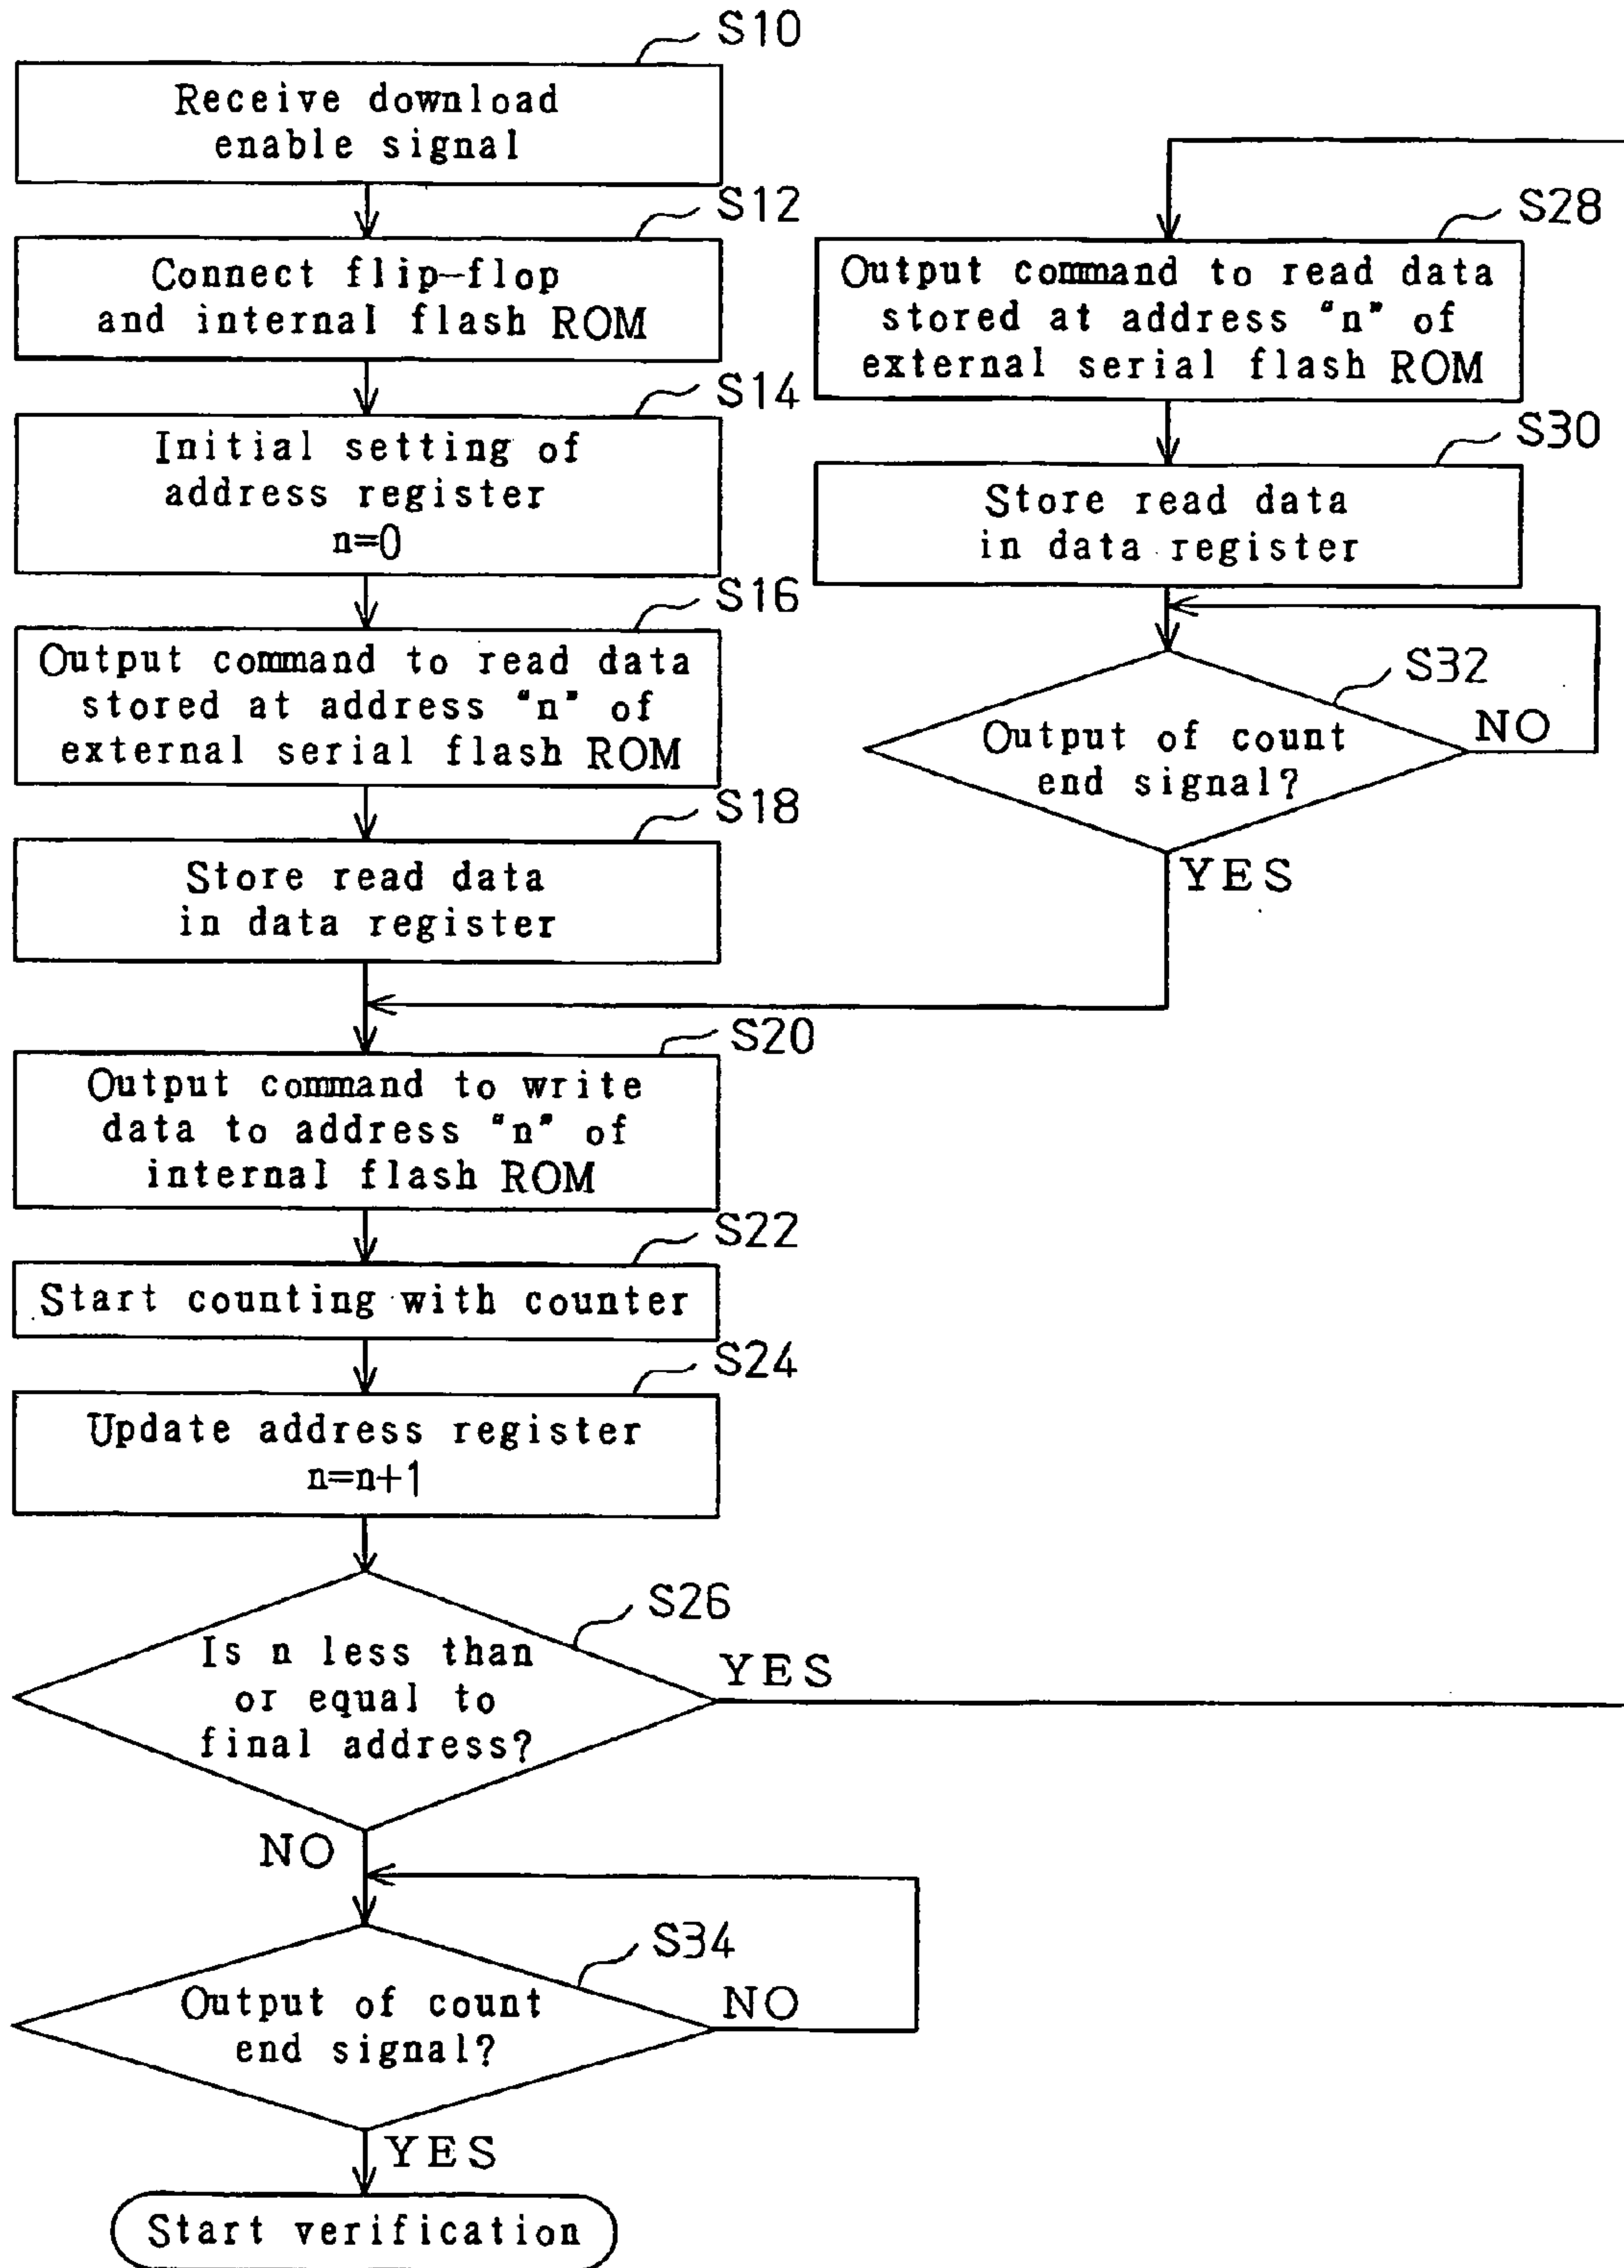 S10
Receive download
enable signal
S12
Connect flip-flop
and internal flash ROM
S14
Initial setting of
address register
n=0
S16
Output command to read data
stored at address "n" of
external serial flash ROM
S18
Store read data
in data register
S20
Output command to write
data to address "n" of
internal flash ROM
S22
Start counting with counter
S24
Update address register
n=n+1
S26
Is n less than
or equal to
final address?
YES
NO
S34
Output of count
end signal?
NO
YES
Start verification
S28
Output command to read data
stored at address "n" of
external serial flash ROM
S30
Store read data
in data register
S32
Output of count
end signal?
NO
YES